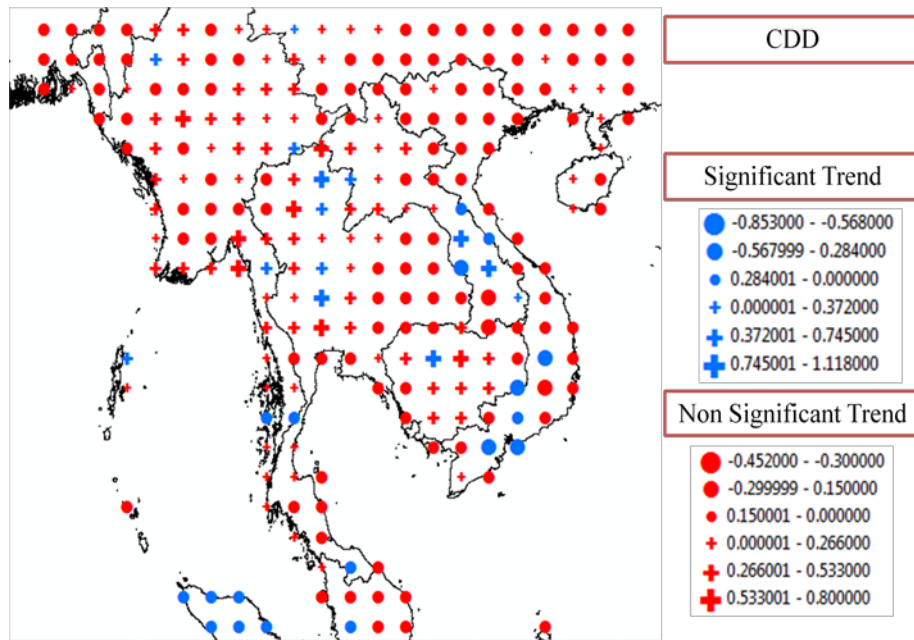 CDD
Significant Trend
-0.853000 - -0.568000
-0.567999 - 0.284000
0.284001 - 0.000000
0.000001 - 0.372000
0.372001 - 0.745000
0.745001 - 1.118000
Non Significant Trend
-0.452000 - -0.300000
-0.299999 - 0.150000
0.150001 - 0.000000
0.000001 - 0.266000
0.266001 - 0.533000
0.533001 - 0.800000